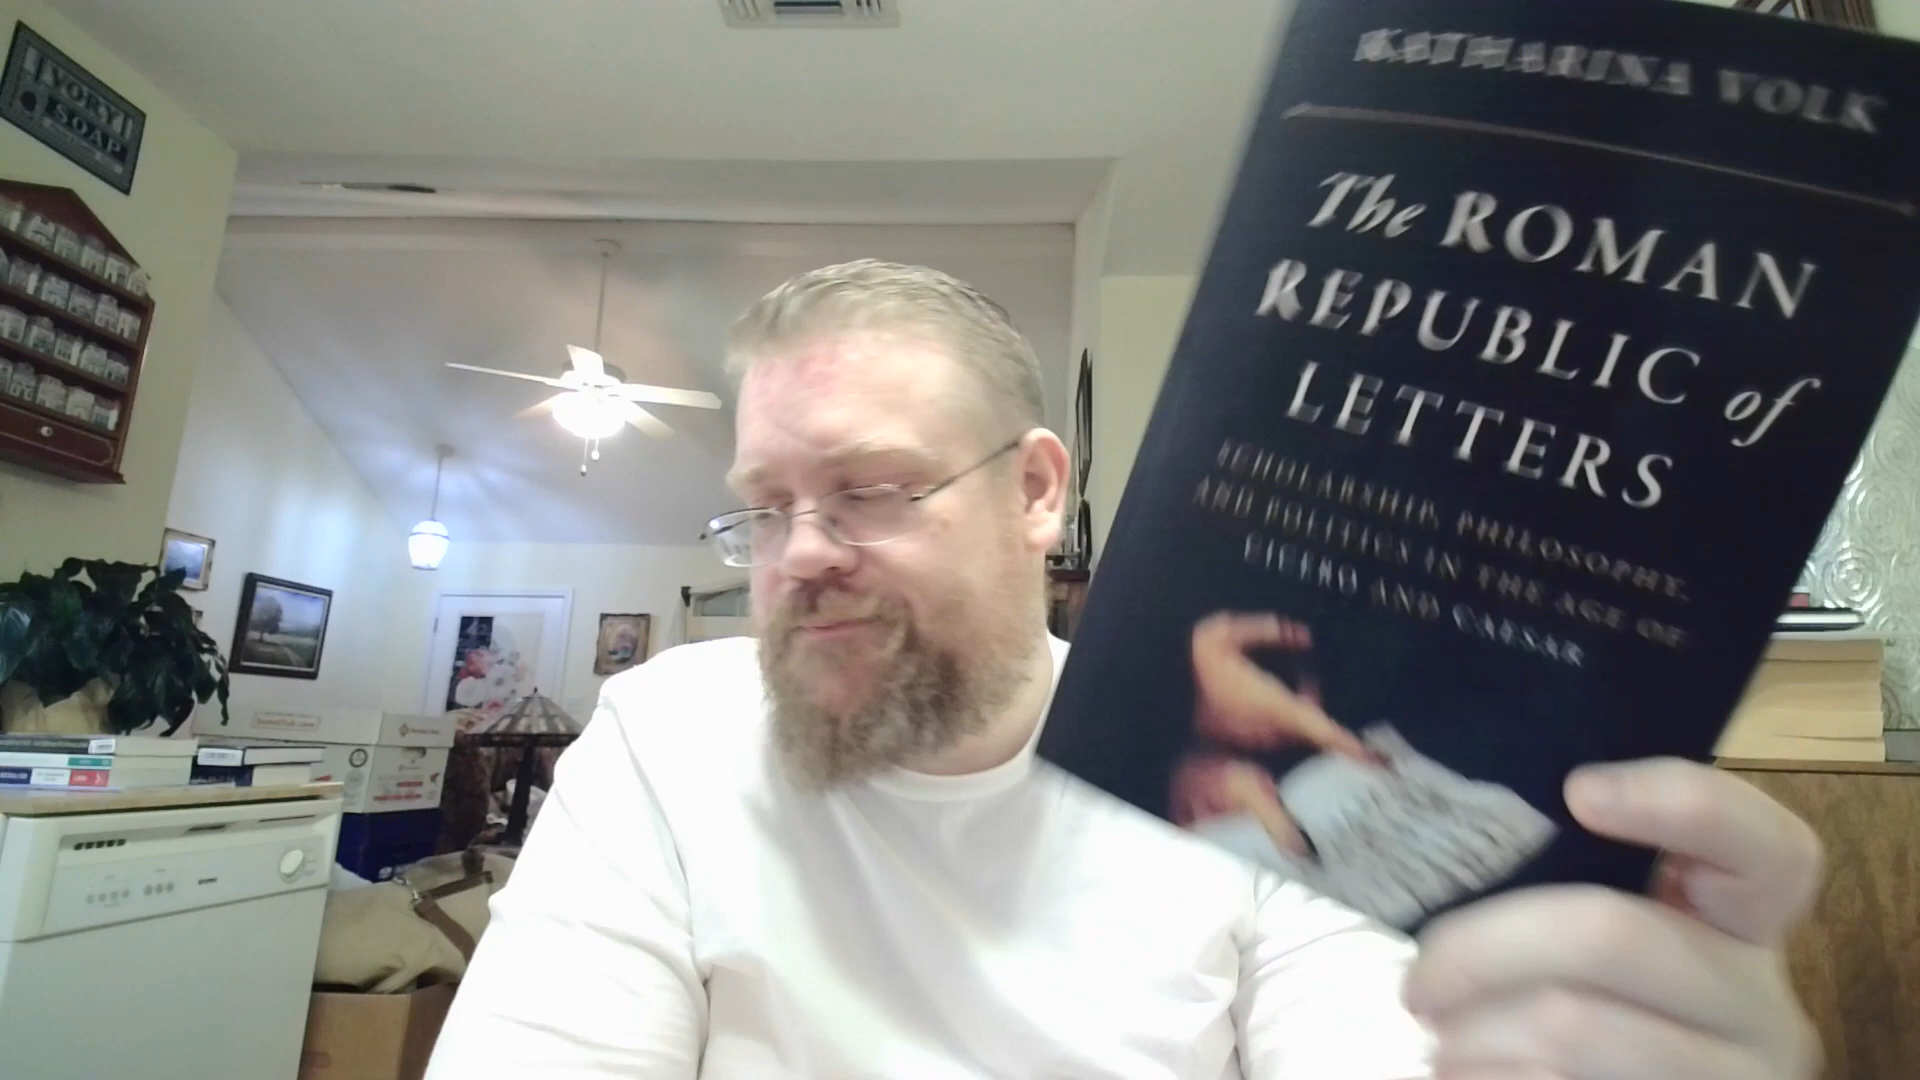 IVORY
SOAP
KATHARINA VOLK
The ROMAN
REPUBLIC of
LETTERS
SCHOLARSHIP, PHILOSOPHY,
AND POLITICS IN THE AGE OF
CICERO AND CAESAR